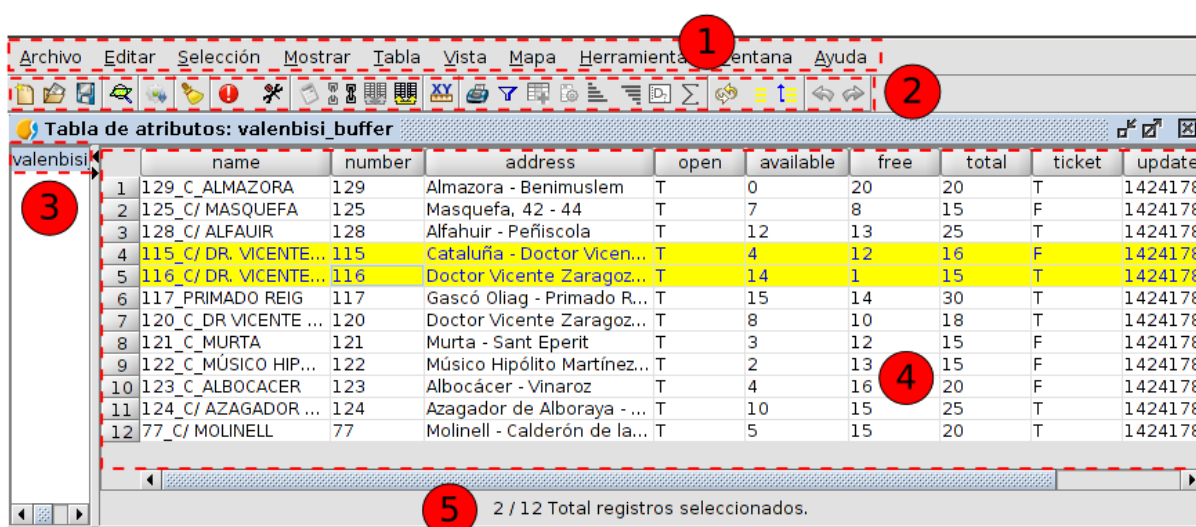 Archivo Editar Selección Mostrar Tabla Vista Mapa Herramienta entana Ayuda
1
2
Tabla de atributos: valenbisi_buffer
valenbisi
3
name number address open available free total ticket update
1 129_C_ALMAZORA 129 Almazora - Benimuslem T 0 20 20 T 1424178
2 125_C/ MASQUEFA 125 Masquefa, 42 - 44 T 7 8 15 F 1424178
3 128_C/ ALFAUIR 128 Alfahuir - Peñiscola T 12 13 25 T 1424178
4 115_C/ DR. VICENTE... 115 Cataluña - Doctor Vicen... T 4 12 16 F 1424178
5 116_C/ DR. VICENTE... 116 Doctor Vicente Zaragoz... T 14 1 15 T 1424178
6 117_PRIMADO REIG 117 Gascó Oliag - Primado R... T 15 14 30 T 1424178
7 120_C_DR VICENTE ... 120 Doctor Vicente Zaragoz... T 8 10 18 T 1424178
8 121_C_MURTA 121 Murta - Sant Eperit T 3 12 15 F 1424178
9 122_C_MÚSICO HIP... 122 Músico Hipólito Martínez... T 2 13 15 F 1424178
10 123_C_ALBOCACER 123 Albocácer - Vinaroz T 4 16 20 F 1424178
11 124_C/ AZAGADOR ... 124 Azagador de Alboraya - ... T 10 15 25 T 1424178
12 77_C/ MOLINELL 77 Molinell - Calderón de la... T 5 15 20 T 1424178
4
5
2 / 12 Total registros seleccionados.